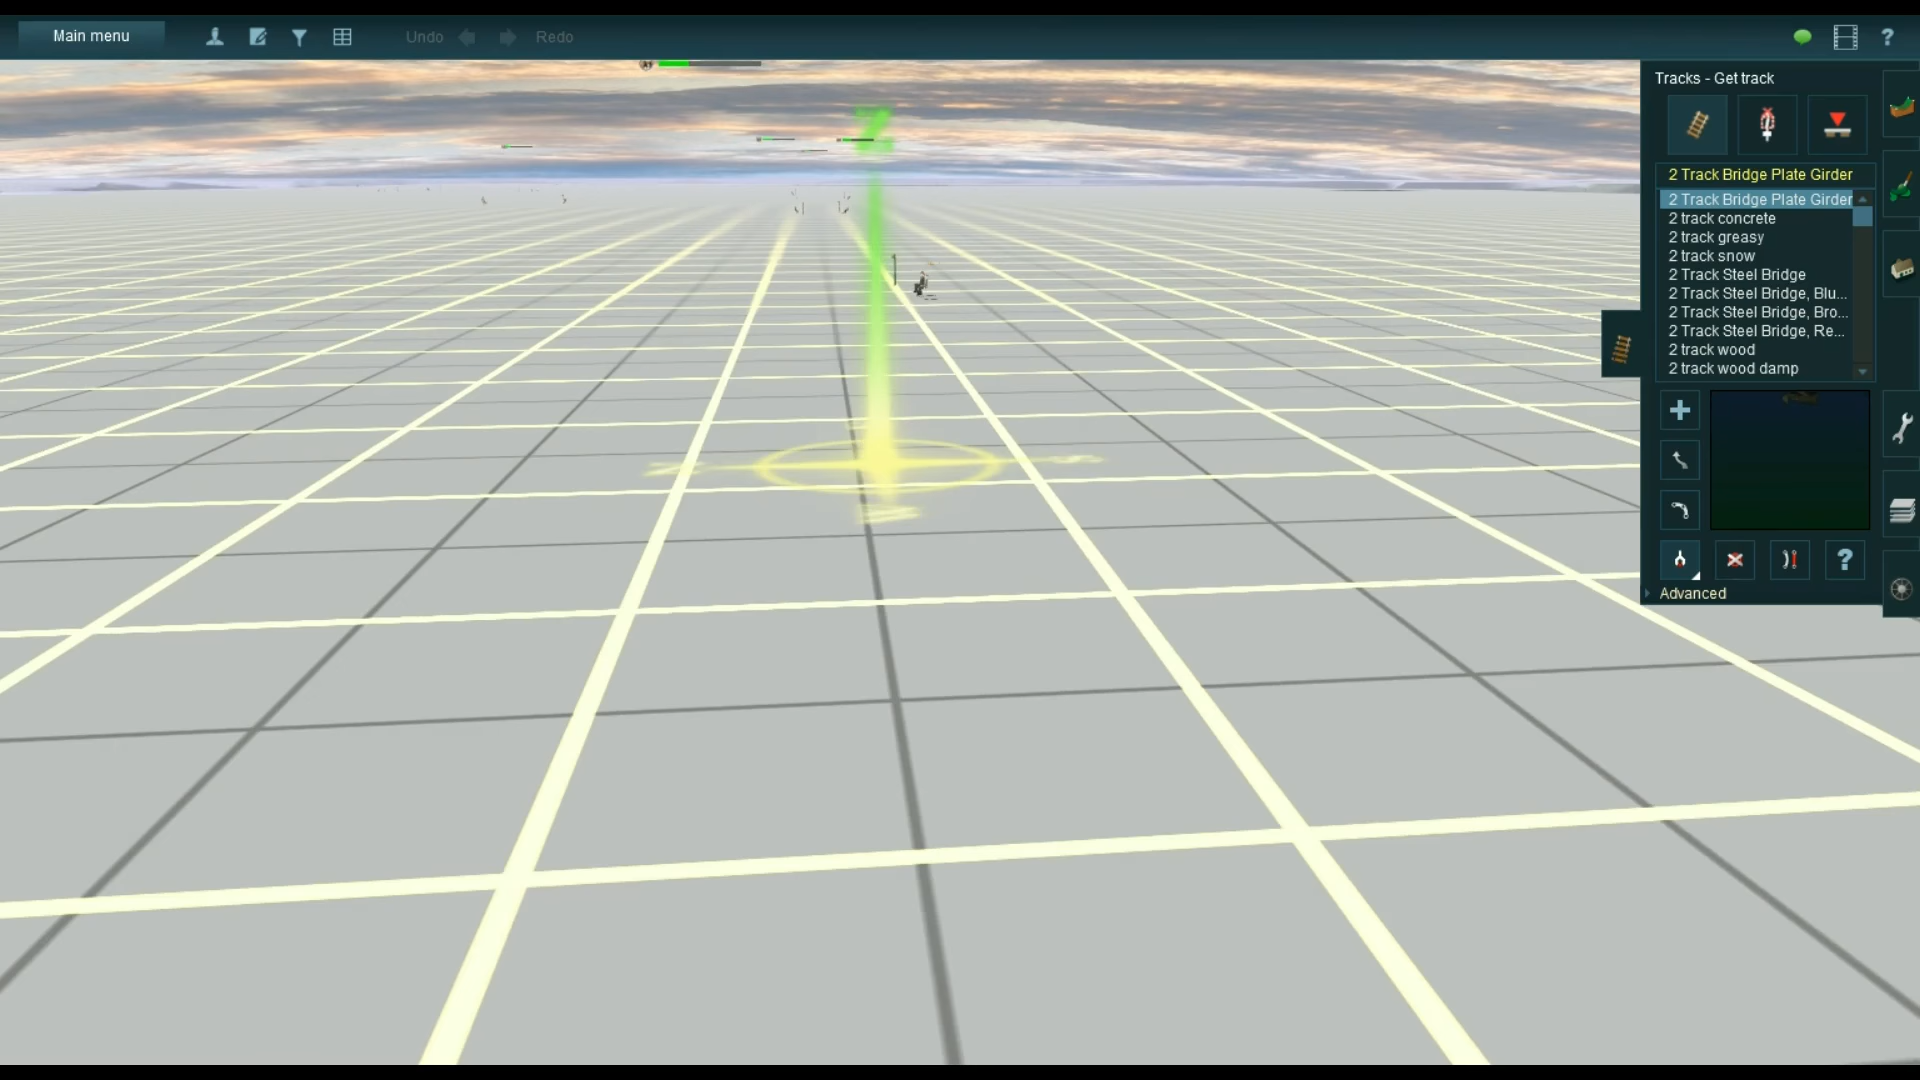 Main menu
Undo
Redo
?
Tracks - Get track
2 Track Bridge Plate Girder
2 Track Bridge Plate Girder
2 track concrete
2 track greasy
2 track snow
2 Track Steel Bridge
2 Track Steel Bridge, Blu...
2 Track Steel Bridge, Bro...
2 Track Steel Bridge, Re...
2 track wood
2 track wood damp
?
Advanced